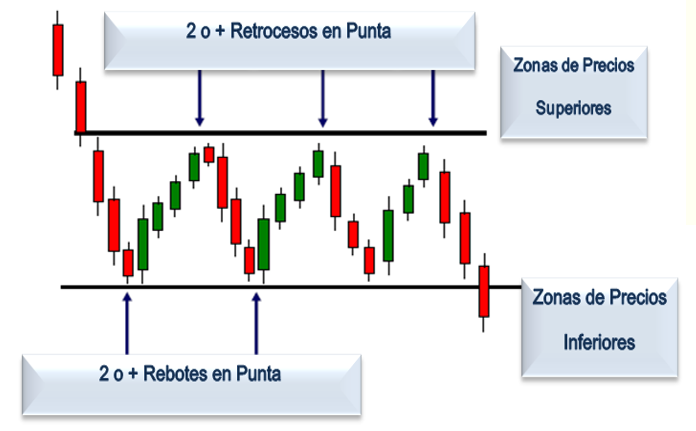 2 o + Retrocesos en Punta
Zonas de Precios
Superiores
Zonas de Precios
Inferiores
2 o + Rebotes en Punta